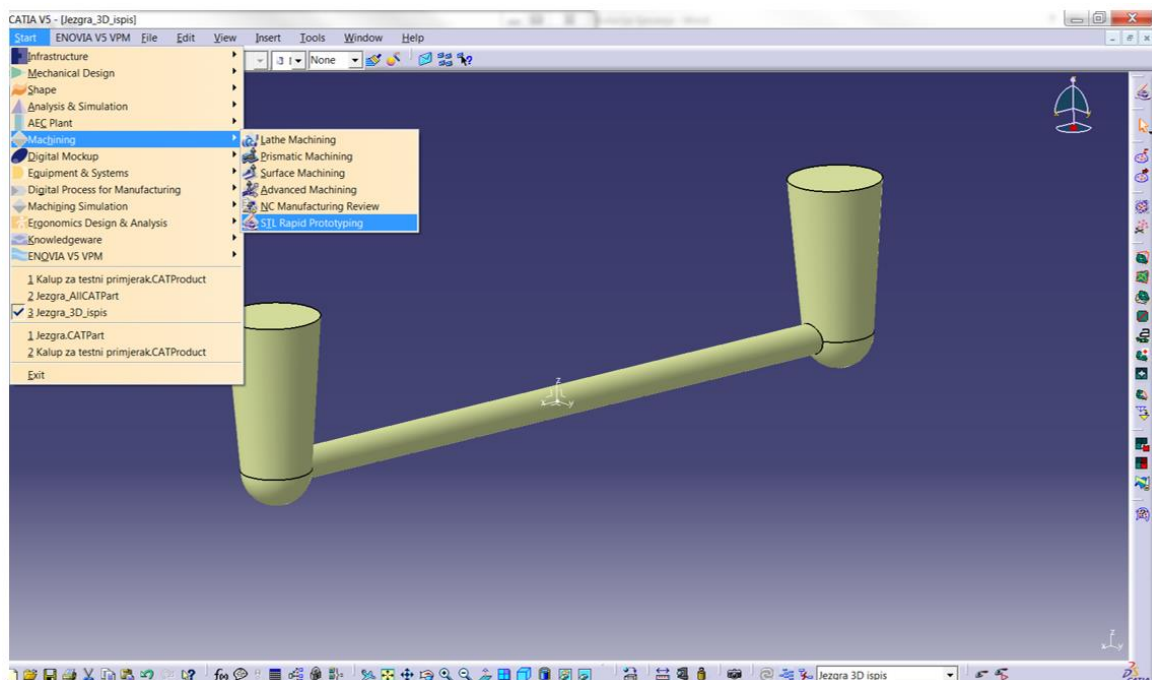 CATIA V5 - [Jezgra_3D_ispis]
Start ENOVIA V5 VPM File Edit View Insert Tools Window Help
None
Infrastructure
Mechanical Design
Shape
Analysis & Simulation
AEC Plant
Machining
Digital Mockup
Equipment & Systems
Digital Process for Manufacturing
Machining Simulation
Ergonomics Design & Analysis
Knowledgeware
ENOVIA V5 VPM
1 Kalup za testni primjerak.CATProduct
2 Jezgra_AllCATPart
3 Jezgra_3D_ispis
1 Jezgra.CATPart
2 Kalup za testni primjerak.CATProduct
Exit
Lathe Machining
Prismatic Machining
Surface Machining
Advanced Machining
NC Manufacturing Review
STL Rapid Prototyping
z
x y
z
x y
f(x)
Jezgra 3D ispis